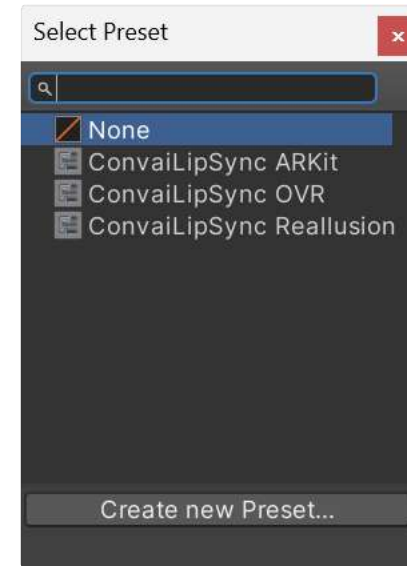 Select Preset
x
None
ConvaiLipSync ARKit
ConvaiLipSync OVR
ConvaiLipSync Reallusion
Create new Preset...